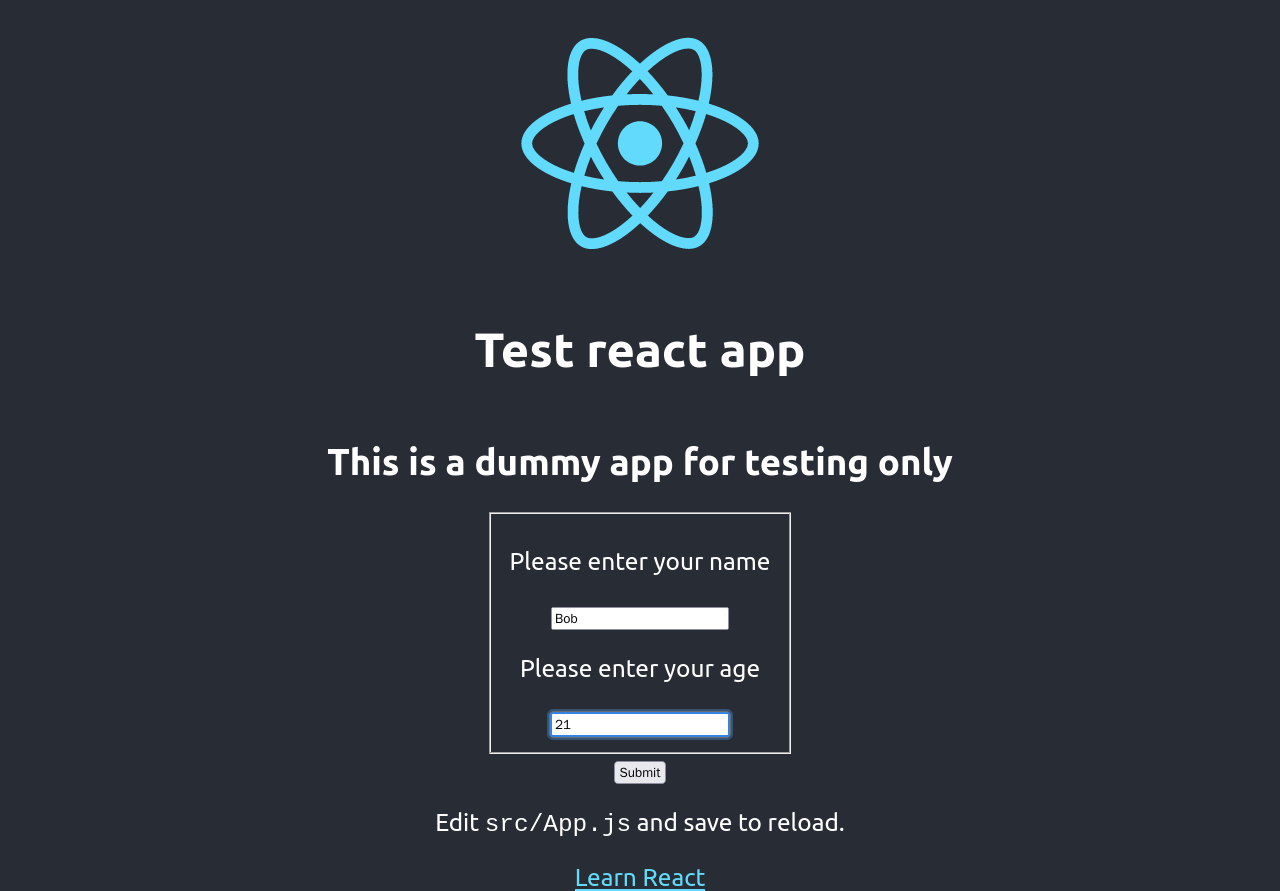 Test react app
This is a dummy app for testing only
Please enter your name
Bob
Please enter your age
21
Submit
Edit src/App.js and save to reload.
Learn React